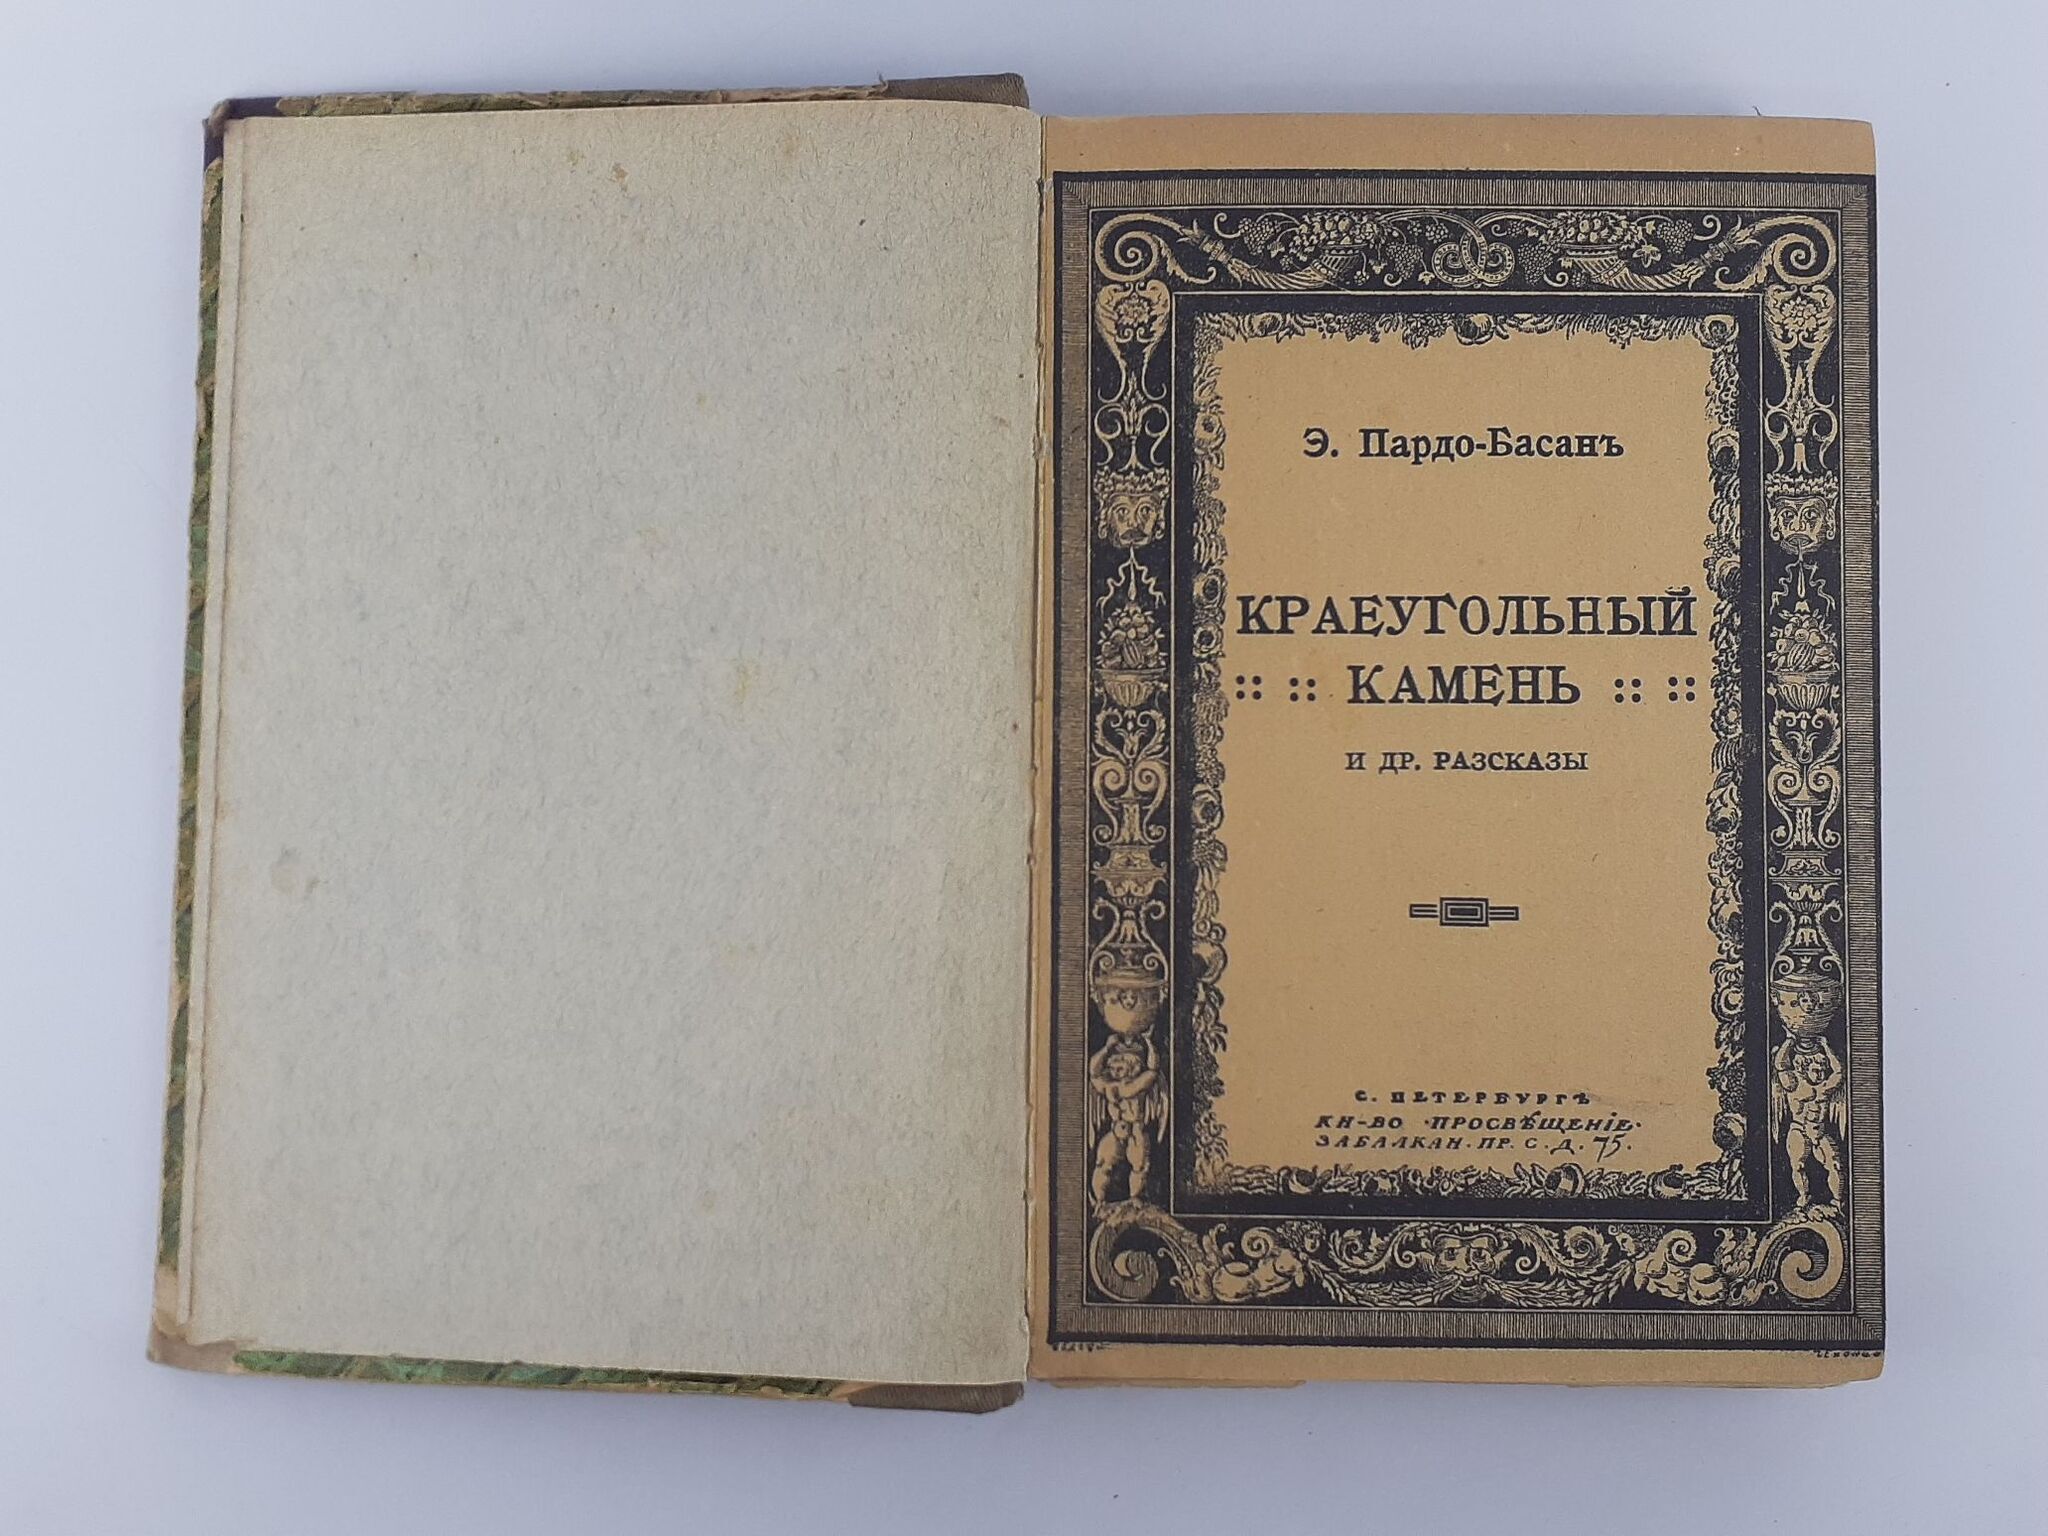 Э. Пардо-Басанъ
КРАЕУГОЛЬНЫЙ
КАМЕНЬ
И ДР. РАЗСКАЗЫ
С. ПЕТЕРБУРГЪ
КН-ВО ·ПРОСВѢЩЕНІЕ·
ЗАБАЛКАН. ПР. С. Д. 75.